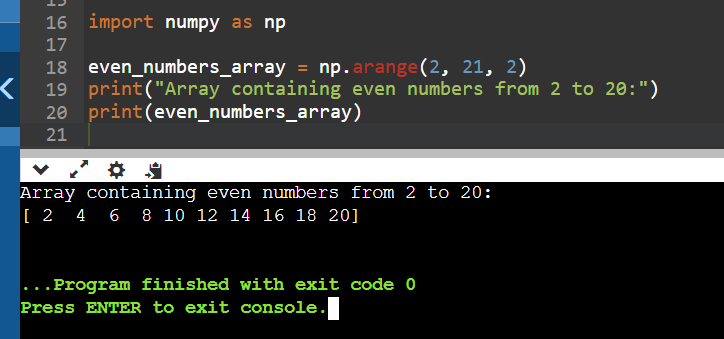 15
16 import numpy as np
17
18 even_numbers_array = np.arange(2, 21, 2)
19 print("Array containing even numbers from 2 to 20:")
20 print(even_numbers_array)
21
Array containing even numbers from 2 to 20:
[ 2  4  6  8 10 12 14 16 18 20]
...Program finished with exit code 0
Press ENTER to exit console.